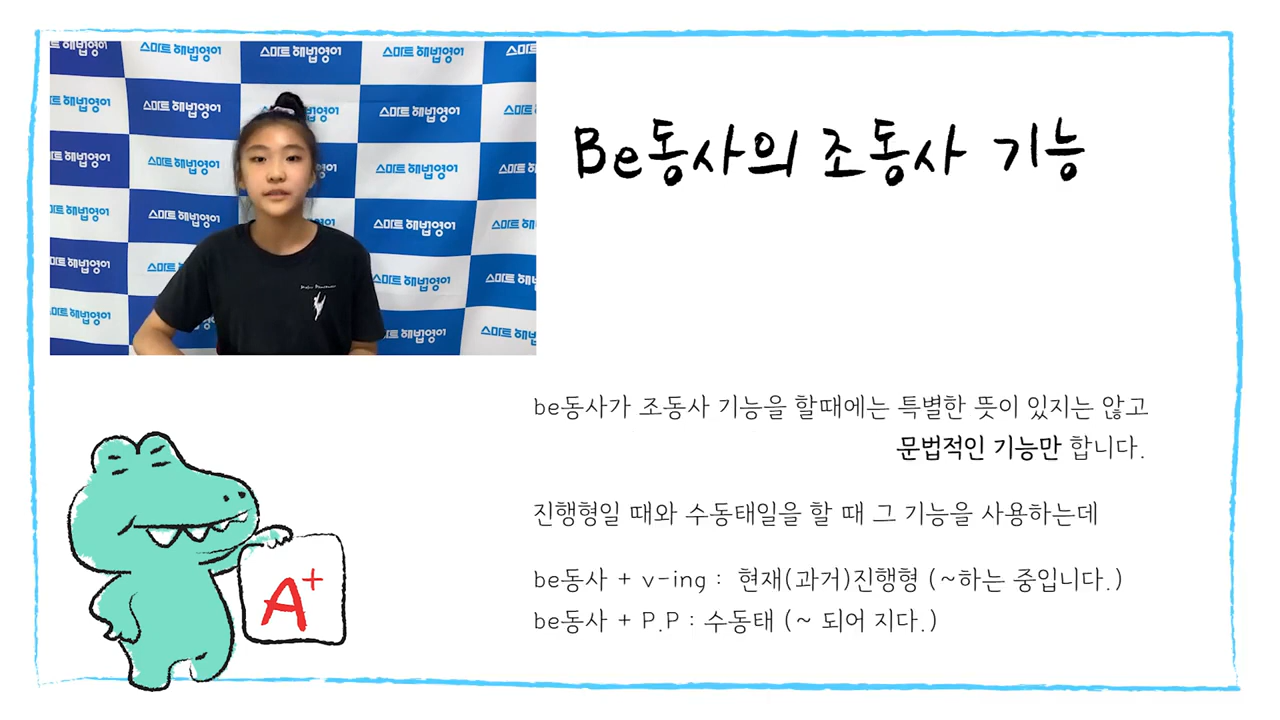 스마트 해법영어
Be동사의 조동사 기능
be동사가 조동사 기능을 할때에는 특별한 뜻이 있지는 않고
문법적인 기능만 합니다.
진행형일 때와 수동태일을 할 때 그 기능을 사용하는데
be동사 + v-ing : 현재(과거)진행형 (~하는 중입니다.)
be동사 + P.P : 수동태 (~ 되어 지다.)
A+